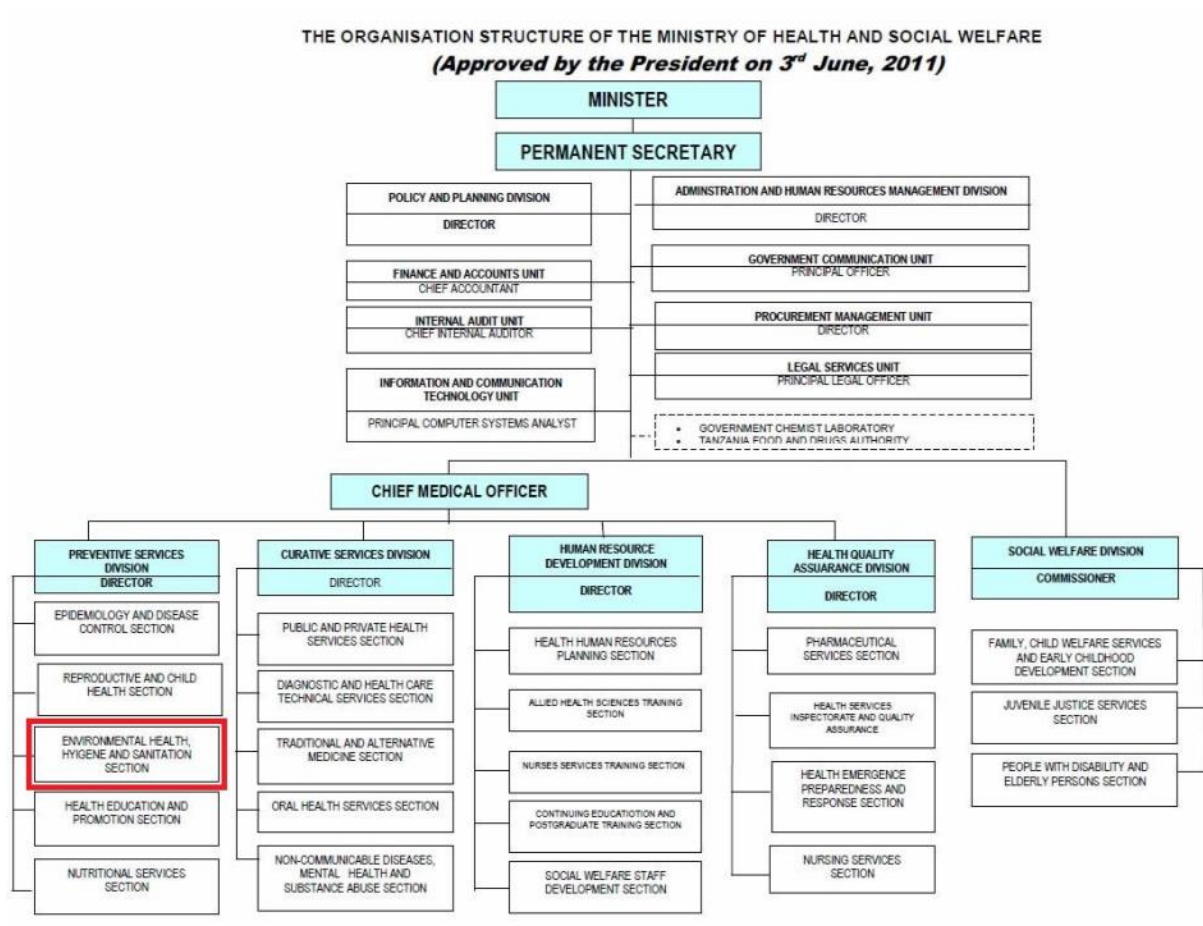 THE ORGANISATION STRUCTURE OF THE MINISTRY OF HEALTH AND SOCIAL WELFARE
(Approved by the President on 3rd June, 2011)
MINISTER
PERMANENT SECRETARY
POLICY AND PLANNING DIVISION
DIRECTOR
ADMINSTRATION AND HUMAN RESOURCES MANAGEMENT DIVISION
DIRECTOR
FINANCE AND ACCOUNTS UNIT
CHIEF ACCOUNTANT
GOVERNMENT COMMUNICATION UNIT
PRINCIPAL OFFICER
INTERNAL AUDIT UNIT
CHIEF INTERNAL AUDITOR
PROCUREMENT MANAGEMENT UNIT
DIRECTOR
LEGAL SERVICES UNIT
PRINCIPAL LEGAL OFFICER
INFORMATION AND COMMUNICATION
TECHNOLOGY UNIT
PRINCIPAL COMPUTER SYSTEMS ANALYST
• GOVERNMENT CHEMIST LABORATORY
• TANZANIA FOOD AND DRUGS AUTHORITY
CHIEF MEDICAL OFFICER
PREVENTIVE SERVICES
DIVISION
DIRECTOR
EPIDEMIOLOGY AND DISEASE
CONTROL SECTION
REPRODUCTIVE AND CHILD
HEALTH SECTION
ENVIRONMENTAL HEALTH,
HYIGENE AND SANITATION
SECTION
HEALTH EDUCATION AND
PROMOTION SECTION
NUTRITIONAL SERVICES
SECTION
CURATIVE SERVICES DIVISION
DIRECTOR
PUBLIC AND PRIVATE HEALTH
SERVICES SECTION
DIAGNOSTIC AND HEALTH CARE
TECHNICAL SERVICES SECTION
TRADITIONAL AND ALTERNATIVE
MEDICINE SECTION
ORAL HEALTH SERVICES SECTION
NON-COMMUNICABLE DISEASES,
MENTAL HEALTH AND
SUBSTANCE ABUSE SECTION
HUMAN RESOURCE
DEVELOPMENT DIVISION
DIRECTOR
HEALTH HUMAN RESOURCES
PLANNING SECTION
ALLIED HEALTH SCIENCES TRAINING
SECTION
NURSES SERVICES TRAINING SECTION
CONTINUING EDUCATIOTION AND
POSTGRADUATE TRAINING SECTION
SOCIAL WELFARE STAFF
DEVELOPMENT SECTION
HEALTH QUALITY
ASSUARANCE DIVISION
DIRECTOR
PHARMACEUTICAL
SERVICES SECTION
HEALTH SERVICES
INSPECTORATE AND QUALITY
ASSURANCE
HEALTH EMERGENCE
PREPAREDNESS AND
RESPONSE SECTION
NURSING SERVICES
SECTION
SOCIAL WELFARE DIVISION
COMMISSIONER
FAMILY, CHILD WELFARE SERVICES
AND EARLY CHILDHOOD
DEVELOPMENT SECTION
JUVENILE JUSTICE SERVICES
SECTION
PEOPLE WITH DISABILITY AND
ELDERLY PERSONS SECTION